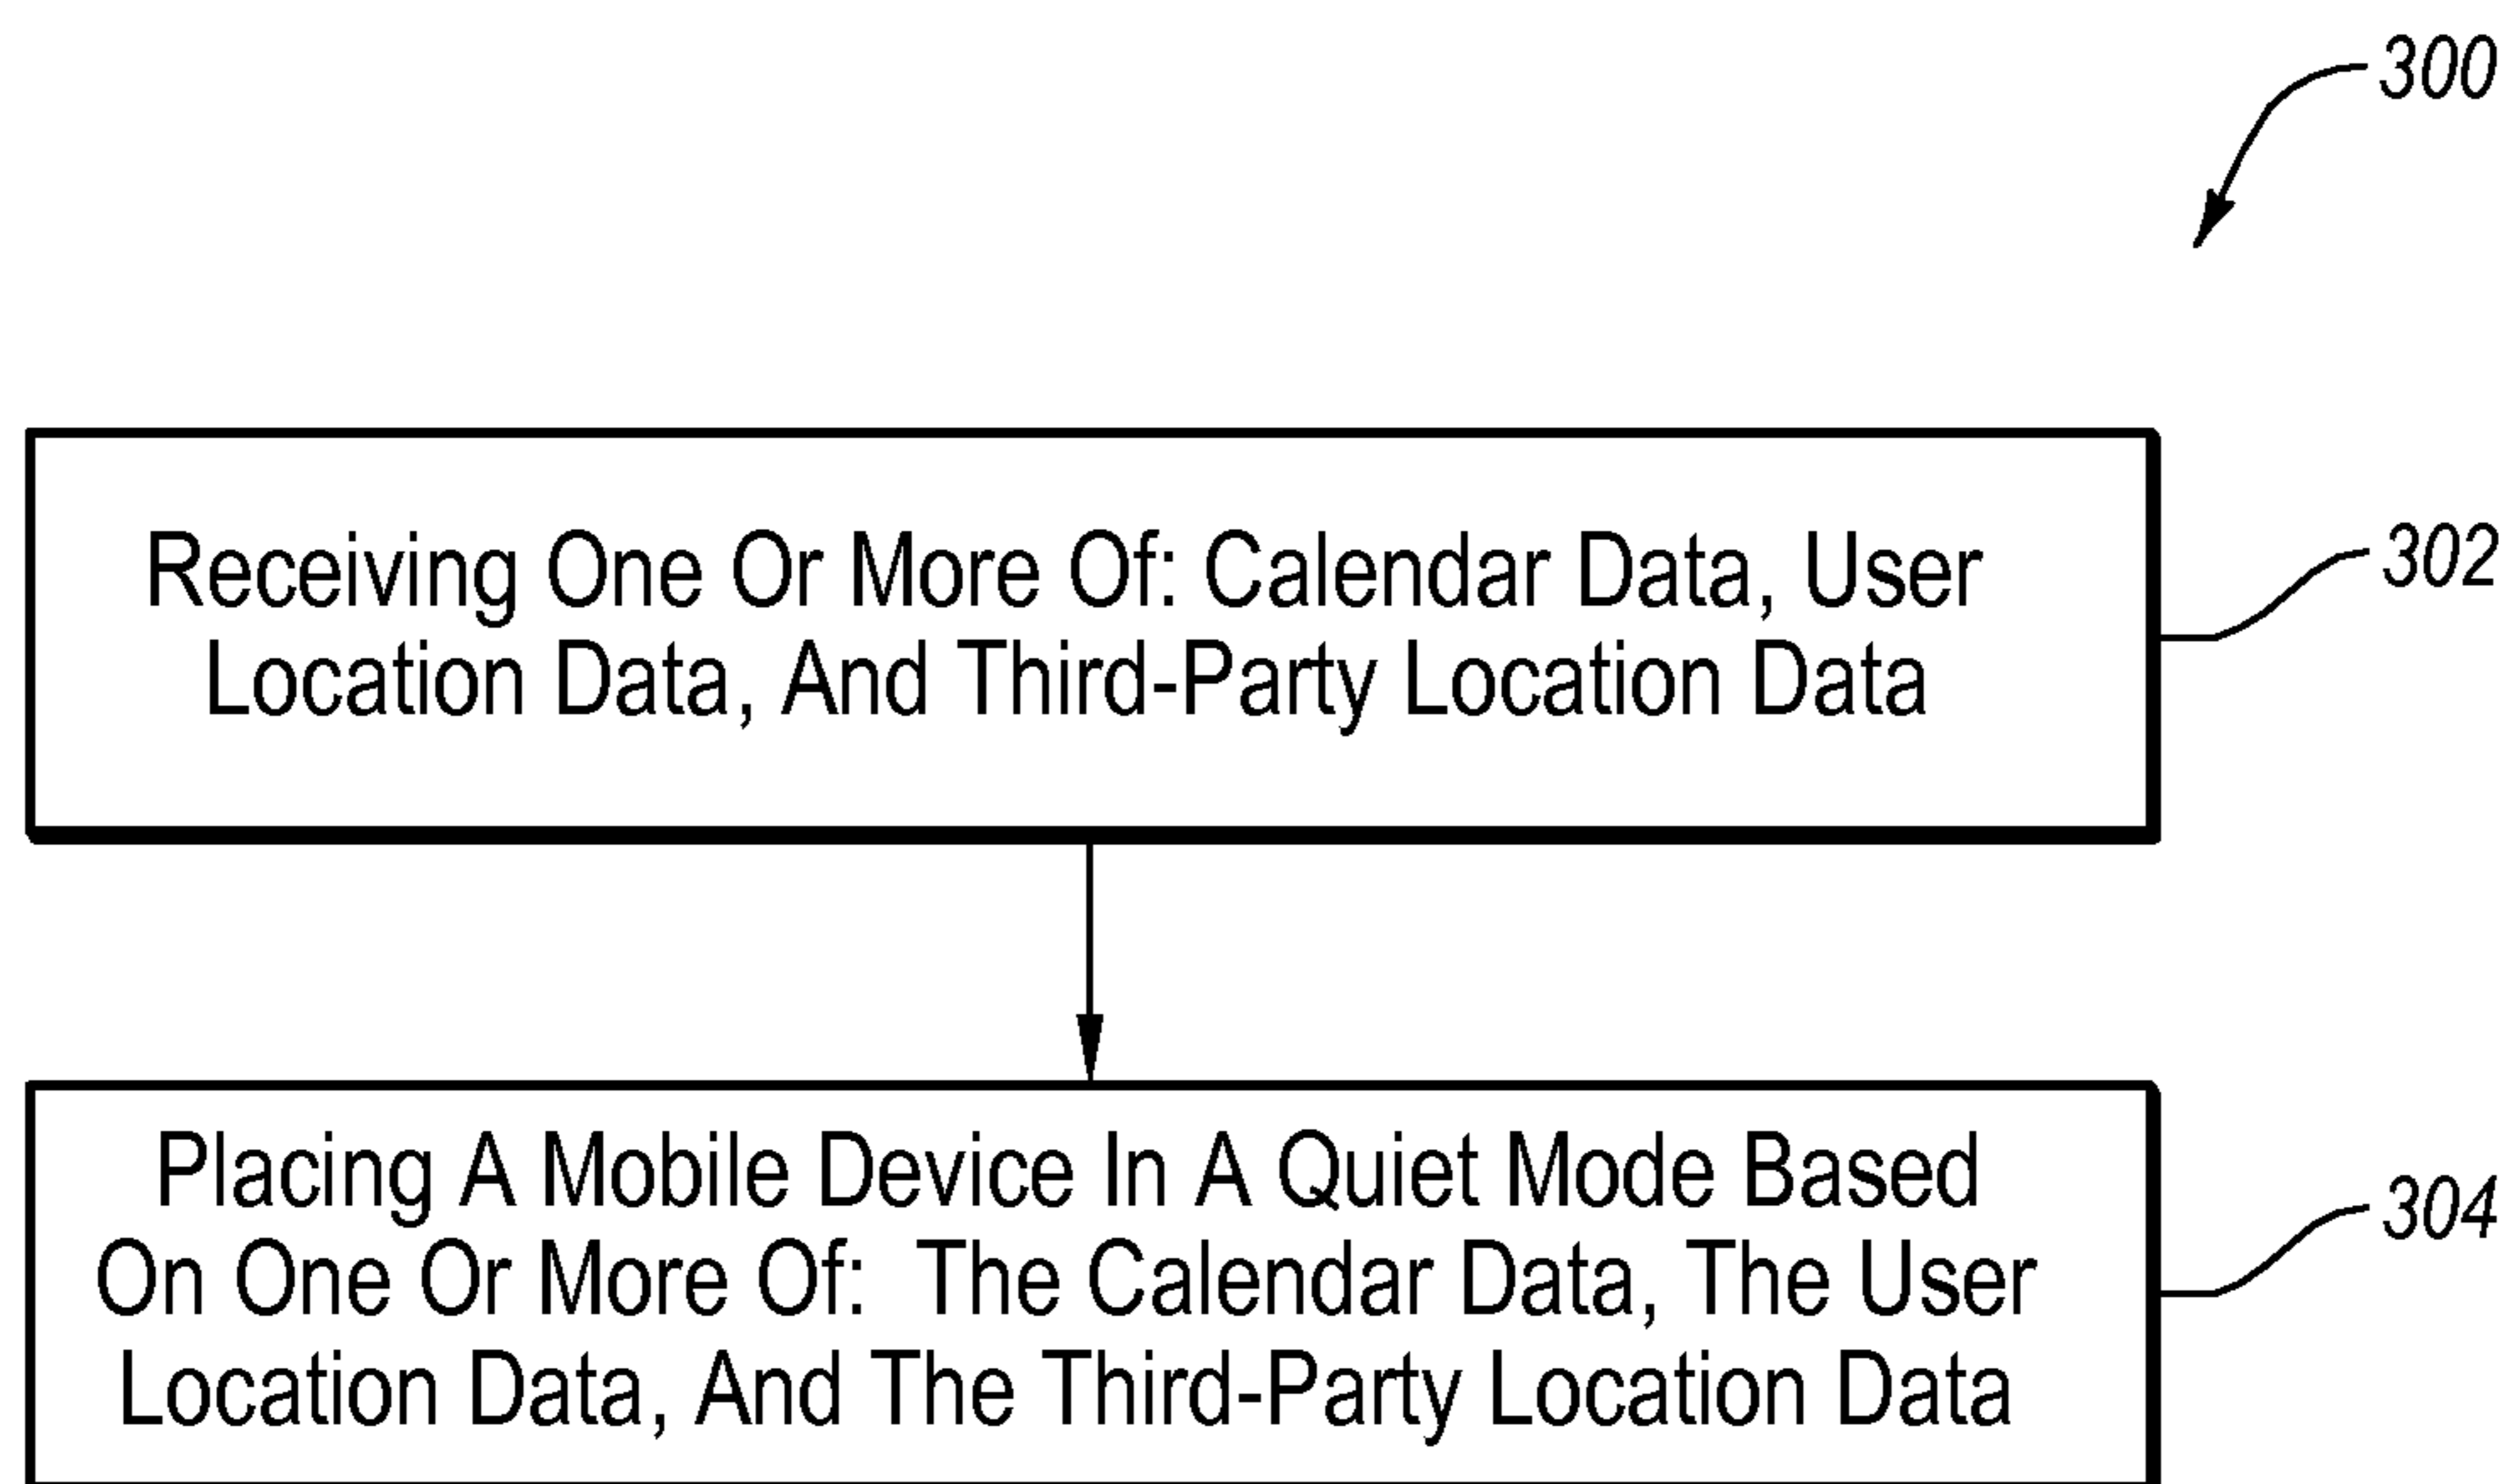 300
Receiving One Or More Of: Calendar Data, User
Location Data, And Third-Party Location Data
302
Placing A Mobile Device In A Quiet Mode Based
On One Or More Of: The Calendar Data, The User
Location Data, And The Third-Party Location Data
304